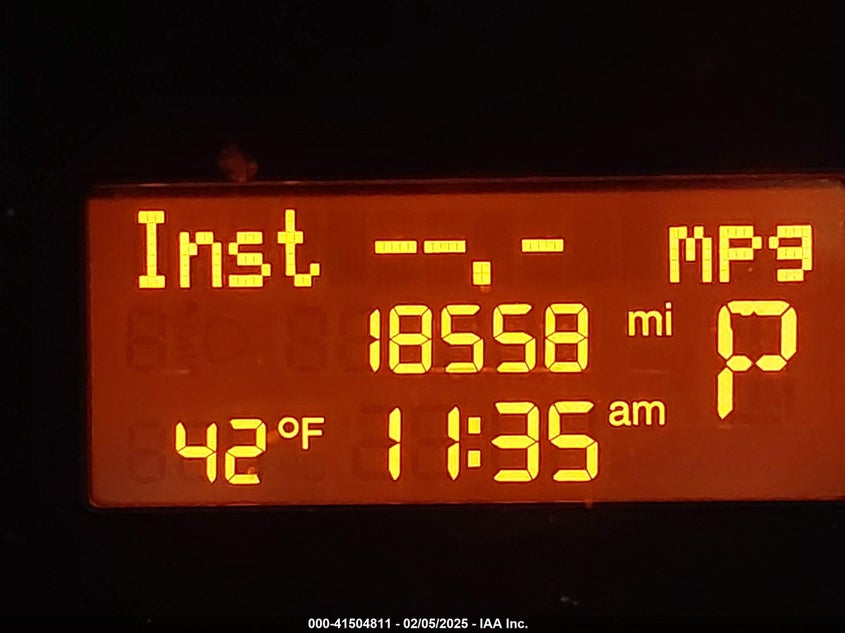 Inst --.- mpg
18558 mi P
42°F 11:35 am
000-41504811 - 02/05/2025 - IAA Inc.